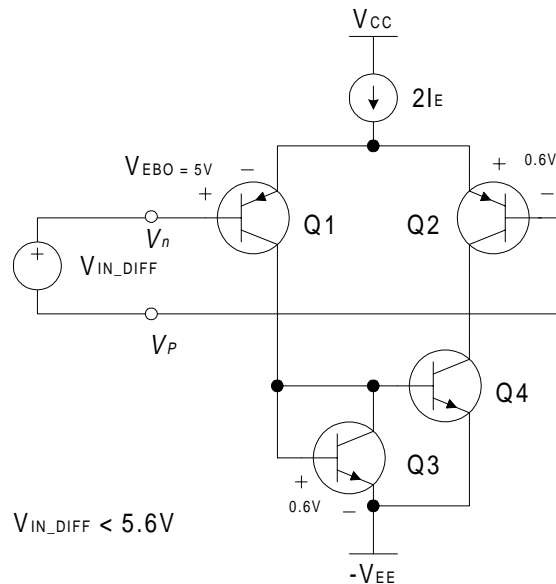 VCC
2IE
VEBO = 5V
+
−
+
0.6V
−
Vn
Q1
Q2
+
VIN_DIFF
VP
Q4
Q3
+
0.6V
−
VIN_DIFF < 5.6V
-VEE